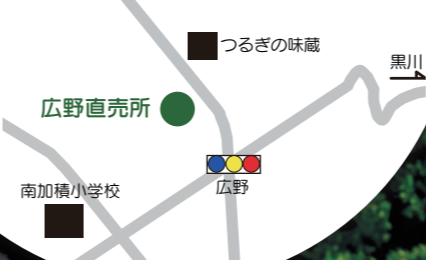 つるぎの味蔵
黒川
広野直売所
広野
南加積小学校